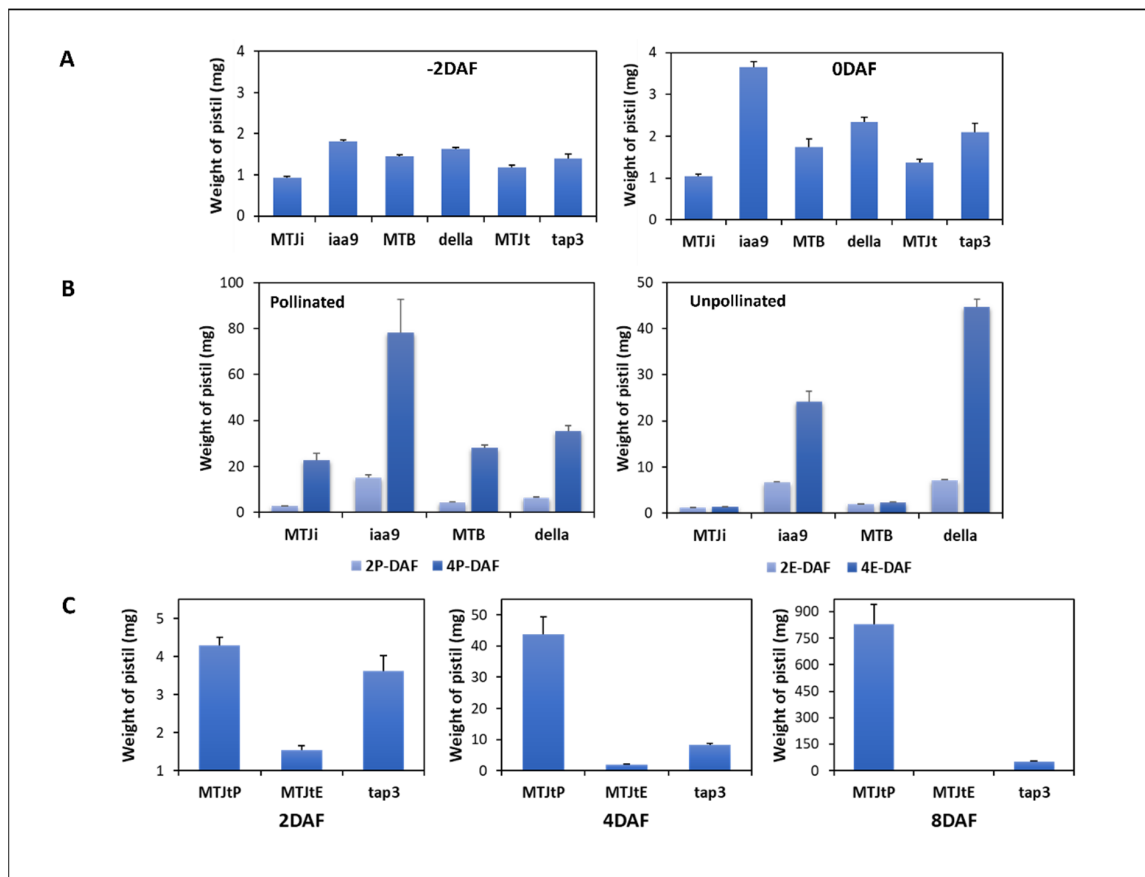 A
Weight of pistil (mg)
4
3
2
1
0
-2DAF
MTJi iaa9 MTB della MTJt tap3
Weight of pistil (mg)
4
3
2
1
0
0DAF
MTJi iaa9 MTB della MTJt tap3
B
Weight of pistil (mg)
100
80
60
40
20
0
Pollinated
MTJi iaa9 MTB della
2P-DAF 4P-DAF
Weight of pistil (mg)
50
40
30
20
10
0
Unpollinated
MTJi iaa9 MTB della
2E-DAF 4E-DAF
C
Weight of pistil (mg)
5
4
3
2
1
MTJtP MTJtE tap3
2DAF
Weight of pistil (mg)
50
40
30
20
10
0
MTJtP MTJtE tap3
4DAF
Weight of pistil (mg)
900
750
600
450
300
150
0
MTJtP MTJtE tap3
8DAF